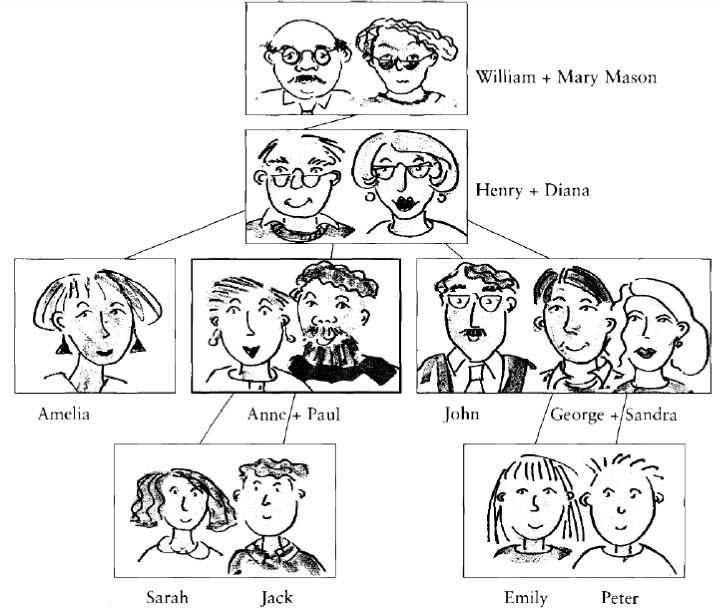 William + Mary Mason
Henry + Diana
Amelia
Anne + Paul
John
George + Sandra
Sarah
Jack
Emily
Peter